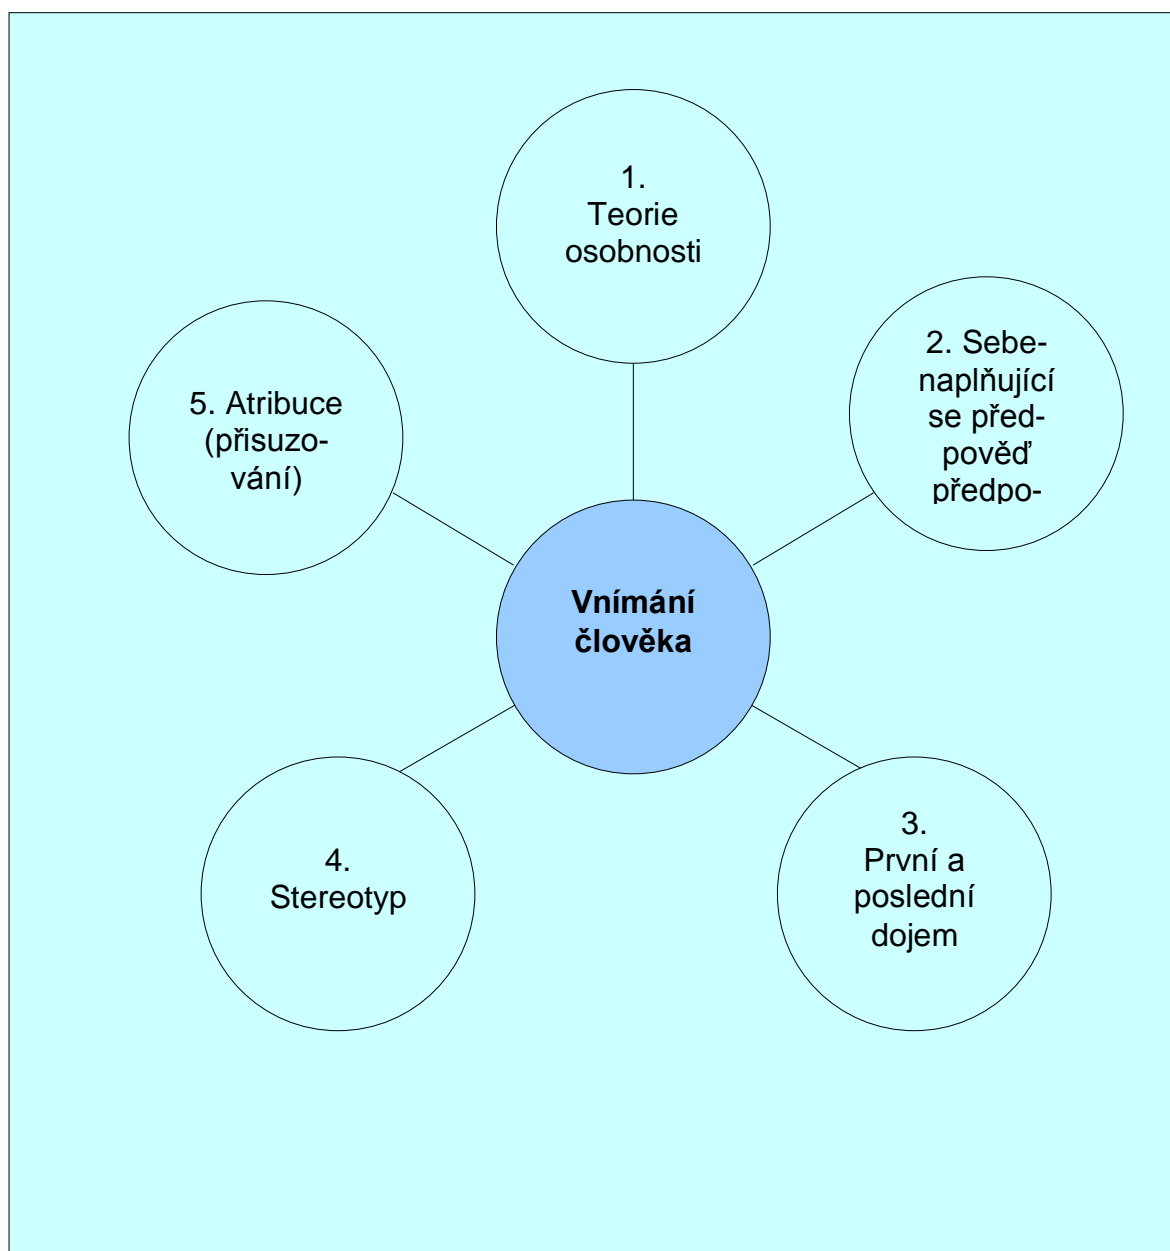 1.
Teorie
osobnosti
2. Sebe-
naplňující
se před-
pověď
předpo-
3.
První a
poslední
dojem
4.
Stereotyp
5. Atribuce
(přisuzo-
vání)
Vnímání
člověka